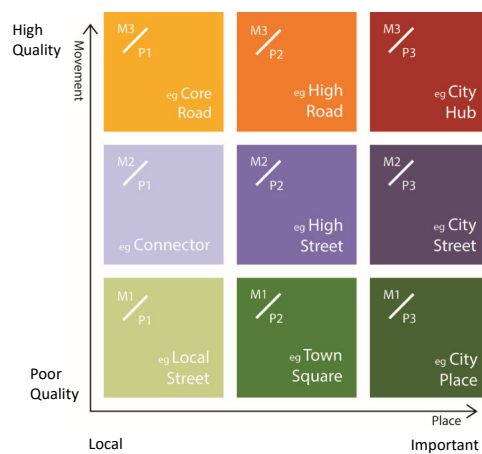 High
Quality
Movement
M3
P1
eg Core
Road
M3
P2
eg High
Road
M3
P3
eg City
Hub
M2
P1
eg Connector
M2
P2
eg High
Street
M2
P3
eg City
Street
M1
P1
eg Local
Street
M1
P2
eg Town
Square
M1
P3
eg City
Place
Poor
Quality
Place
Local
Important